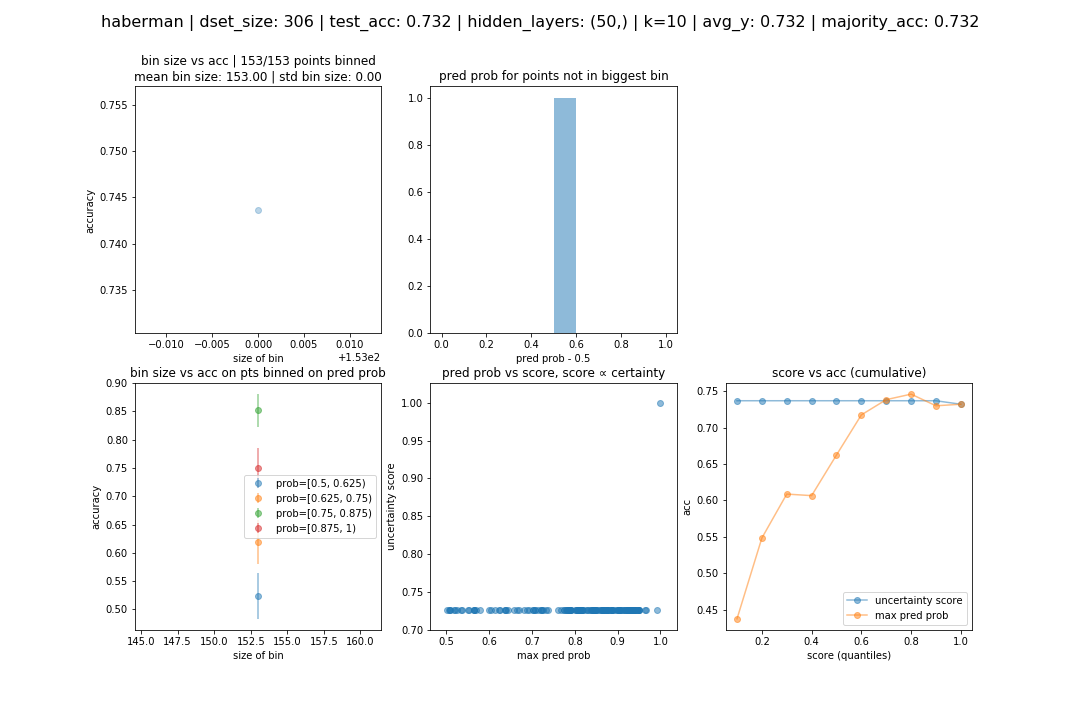 haberman | dset_size: 306 | test_acc: 0.732 | hidden_layers: (50,) | k=10 | avg_y: 0.732 | majority_acc: 0.732
bin size vs acc | 153/153 points binned
mean bin size: 153.00 | std bin size: 0.00
0.755
0.750
0.745
0.740
0.735
accuracy
−0.010
−0.005
0.000
0.005
0.010
+1.53e2
size of bin
pred prob for points not in biggest bin
1.0
0.8
0.6
0.4
0.2
0.0
0.0
0.2
0.4
0.6
0.8
1.0
pred prob - 0.5
bin size vs acc on pts binned on pred prob
0.90
0.85
0.80
0.75
0.70
0.65
0.60
0.55
0.50
accuracy
prob=[0.5, 0.625)
prob=[0.625, 0.75)
prob=[0.75, 0.875)
prob=[0.875, 1)
145.0
147.5
150.0
152.5
155.0
157.5
160.0
size of bin
pred prob vs score, score ∝ certainty
1.00
0.95
0.90
0.85
0.80
0.75
0.70
uncertainty score
0.5
0.6
0.7
0.8
0.9
1.0
max pred prob
score vs acc (cumulative)
0.75
0.70
0.65
0.60
0.55
0.50
0.45
acc
uncertainty score
max pred prob
0.2
0.4
0.6
0.8
1.0
score (quantiles)